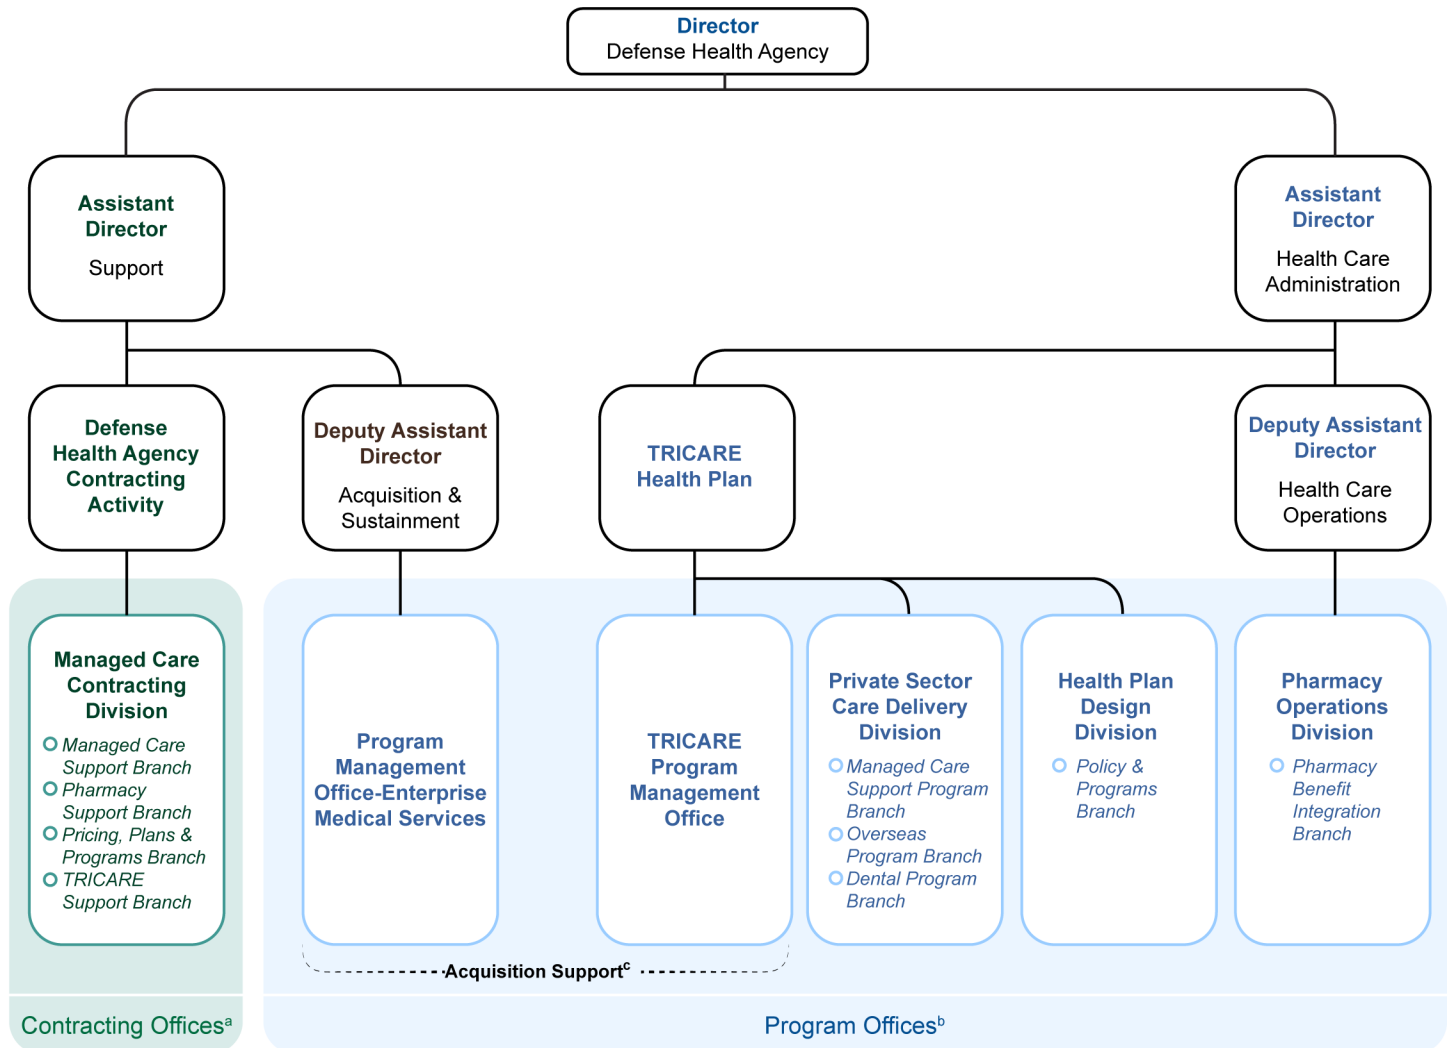 Director
Defense Health Agency
Assistant
Director
Support
Assistant
Director
Health Care
Administration
Defense
Health Agency
Contracting
Activity
Deputy Assistant
Director
Acquisition &
Sustainment
TRICARE
Health Plan
Deputy Assistant
Director
Health Care
Operations
Managed Care
Contracting
Division
Managed Care
Support Branch
Pharmacy
Support Branch
Pricing, Plans &
Programs Branch
TRICARE
Support Branch
Program
Management
Office-Enterprise
Medical Services
TRICARE
Program
Management
Office
Private Sector
Care Delivery
Division
Managed Care
Support Program
Branch
Overseas
Program Branch
Dental Program
Branch
Health Plan
Design
Division
Policy &
Programs
Branch
Pharmacy
Operations
Division
Pharmacy
Benefit
Integration
Branch
Acquisition Supportᶜ
Contracting Officesᵃ
Program Officesᵇ